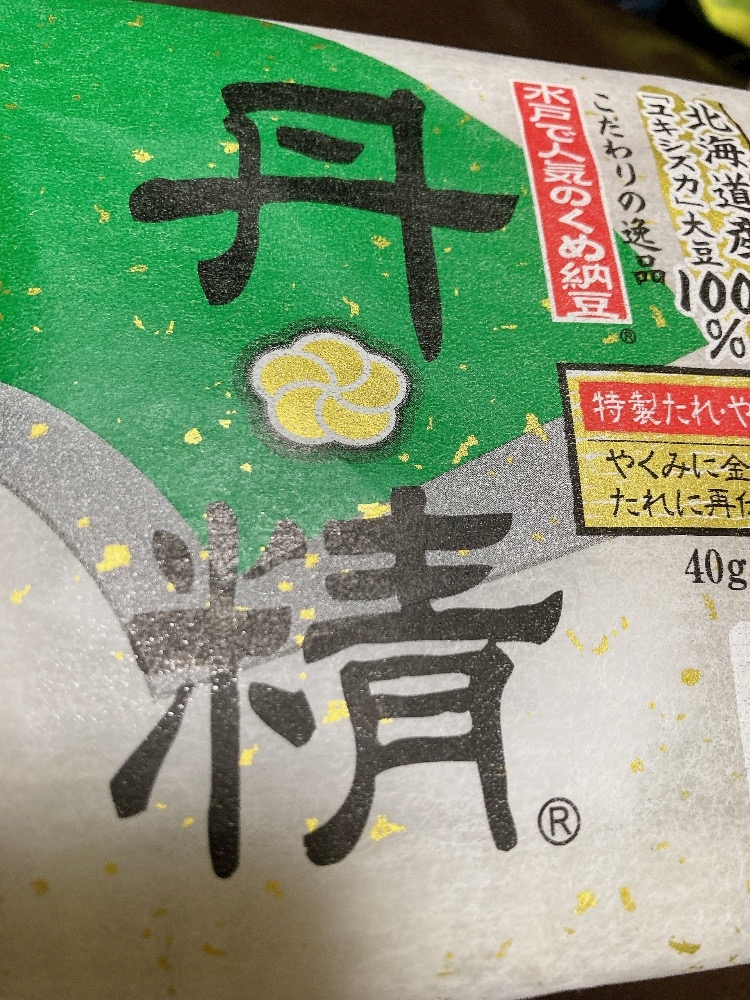 北海道産
「ユキシズカ」大豆
100%
こだわりの逸品
水戸で人気のくめ納豆
®
丹精
®
特製たれ・や
やくみに金
たれに再仕
40g